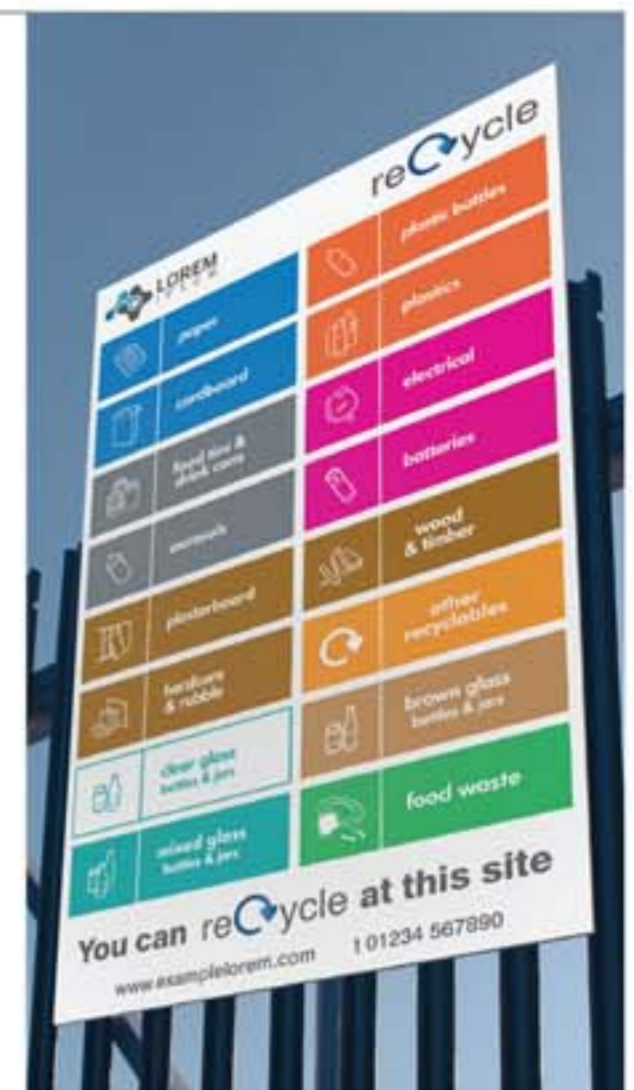 reCycle
LOREM
IPSUM
paper
cardboard
food tins &
drink cans
aerosols
plasterboard
hardcore
& rubble
clear glass
bottles & jars
mixed glass
bottles & jars
plastic bottles
plastics
electrical
batteries
wood
& timber
other
recyclables
brown glass
bottles & jars
food waste
You can reCycle at this site
www.examplelorem.com t 01234 567890